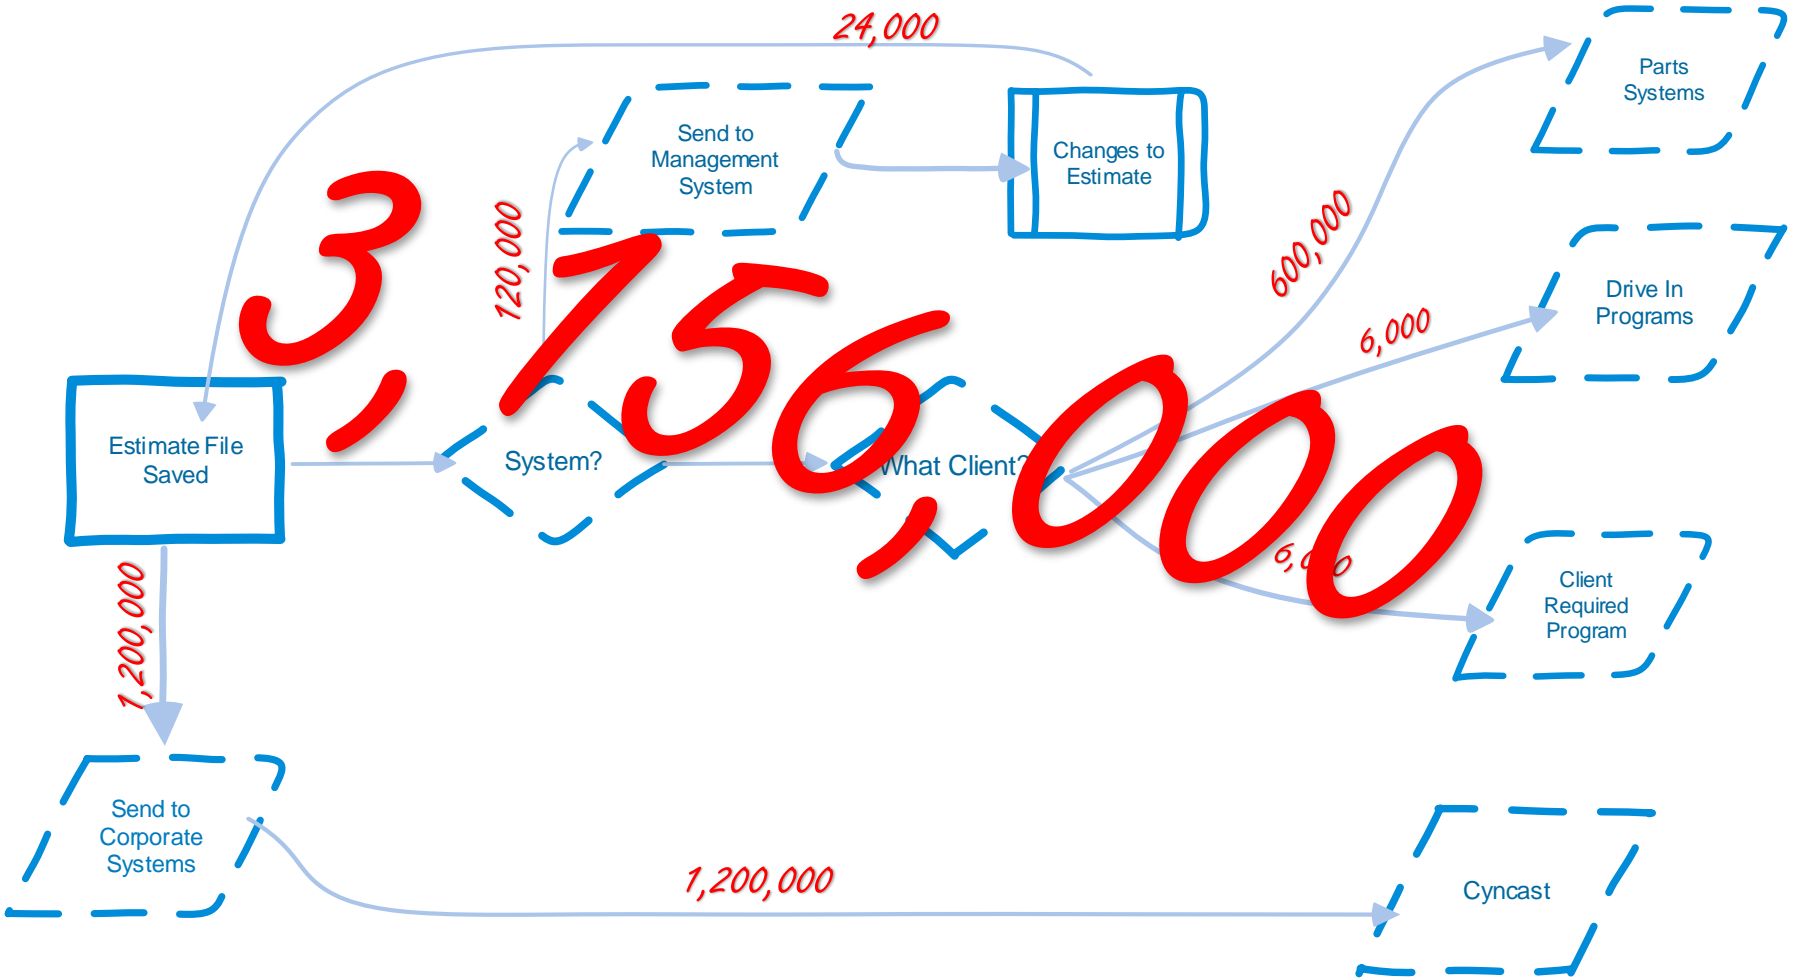 24,000
Parts
Systems
Send to
Management
System
Changes to
Estimate
120,000
600,000
Drive In
Programs
6,000
3,156,000
Estimate File
Saved
System?
What Client?
6,000
Client
Required
Program
1,200,000
Send to
Corporate
Systems
1,200,000
Cyncast